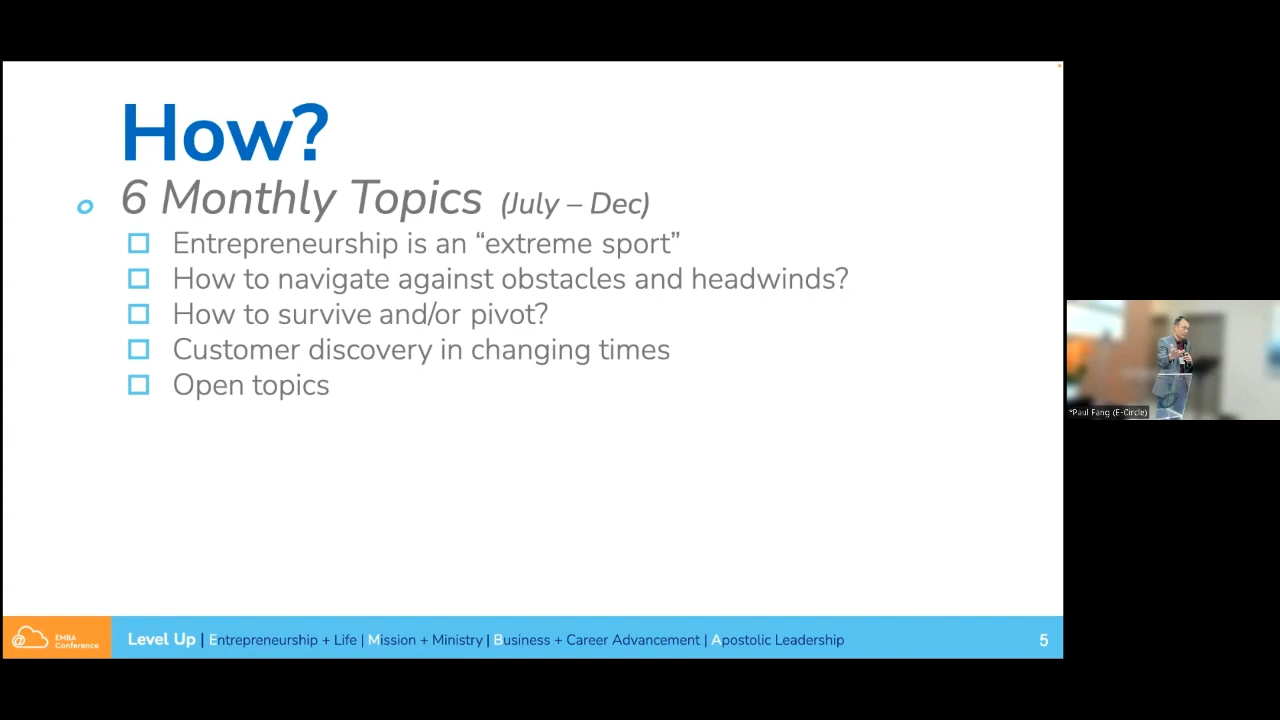 How?
o 6 Monthly Topics (July – Dec)
Entrepreneurship is an “extreme sport”
How to navigate against obstacles and headwinds?
How to survive and/or pivot?
Customer discovery in changing times
Open topics
*Paul Fang (E-Circle)
@ EMBA
Conference
Level Up | Entrepreneurship + Life | Mission + Ministry | Business + Career Advancement | Apostolic Leadership
5